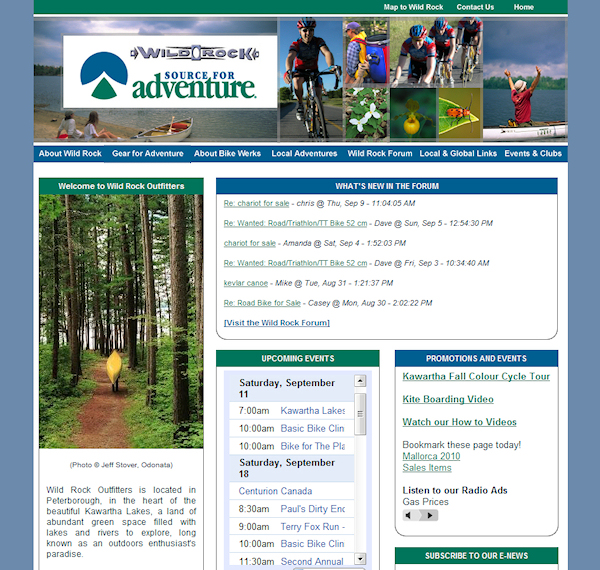 Map to Wild Rock Contact Us Home
WILD ROCK
SOURCE FOR
adventure
About Wild Rock Gear for Adventure About Bike Werks Local Adventures Wild Rock Forum Local & Global Links Events & Clubs
Welcome to Wild Rock Outfitters
(Photo © Jeff Stover, Odonata)
Wild Rock Outfitters is located in
Peterborough, in the heart of the
beautiful Kawartha Lakes, a land of
abundant green space filled with
lakes and rivers to explore, long
known as an outdoors enthusiast's
paradise.
WHAT'S NEW IN THE FORUM
Re: chariot for sale - chris @ Thu, Sep 9 - 11:04:05 AM
Re: Wanted: Road/Triathlon/TT Bike 52 cm - Dave @ Sun, Sep 5 - 12:54:30 PM
chariot for sale - Amanda @ Sat, Sep 4 - 1:52:03 PM
Re: Wanted: Road/Triathlon/TT Bike 52 cm - Dave @ Fri, Sep 3 - 10:34:40 AM
kevlar canoe - Mike @ Tue, Aug 31 - 1:21:37 PM
Re: Road Bike for Sale - Casey @ Mon, Aug 30 - 2:02:22 PM
[Visit the Wild Rock Forum]
UPCOMING EVENTS
Saturday, September
11
7:00am Kawartha Lakes
10:00am Basic Bike Clin
10:00am Bike for The Pla
Saturday, September
18
Centurion Canada
8:30am Paul's Dirty End
9:00am Terry Fox Run -
10:00am Basic Bike Clin
11:30am Second Annual
PROMOTIONS AND EVENTS
Kawartha Fall Colour Cycle Tour
Kite Boarding Video
Watch our How to Videos
Bookmark these page today!
Mallorca 2010
Sales Items
Listen to our Radio Ads
Gas Prices
SUBSCRIBE TO OUR E-NEWS